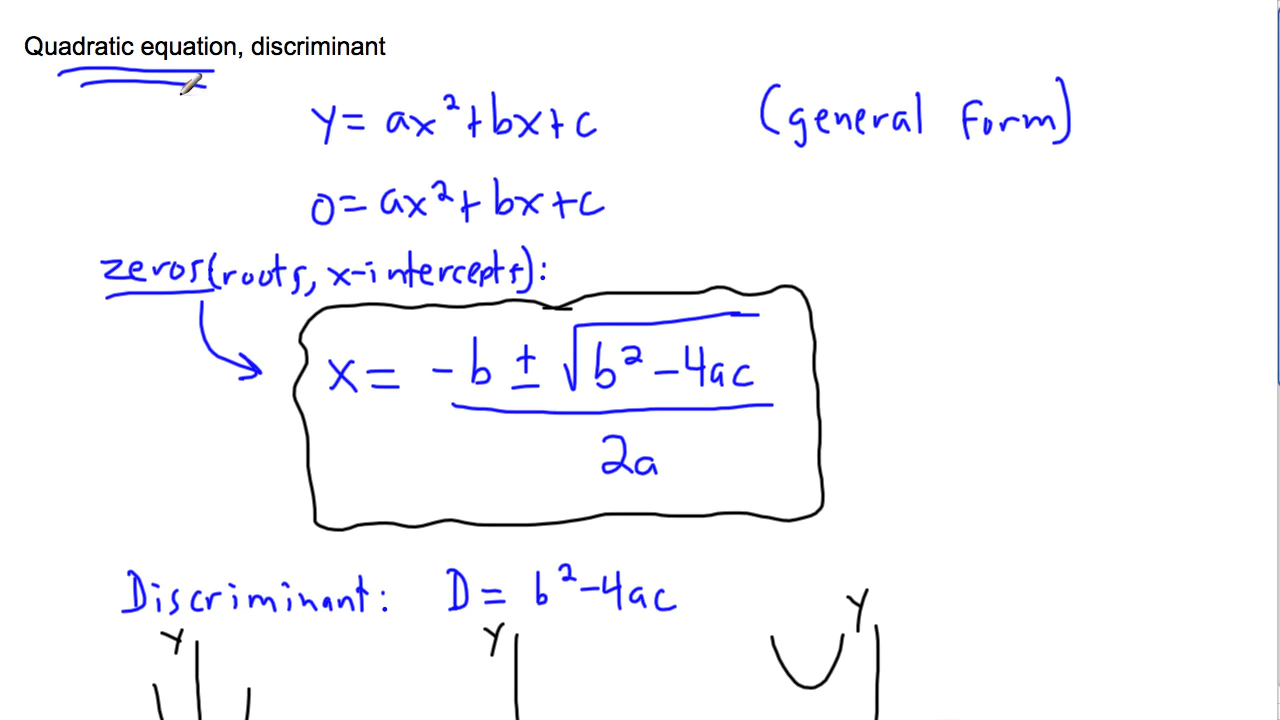 Quadratic equation, discriminant
y = ax² + bx + c (general form)
0 = ax² + bx + c
zeros (roots, x-intercepts):
x = -b ± √b² - 4ac
2a
Discriminant: D = b² - 4ac
Y Y Y